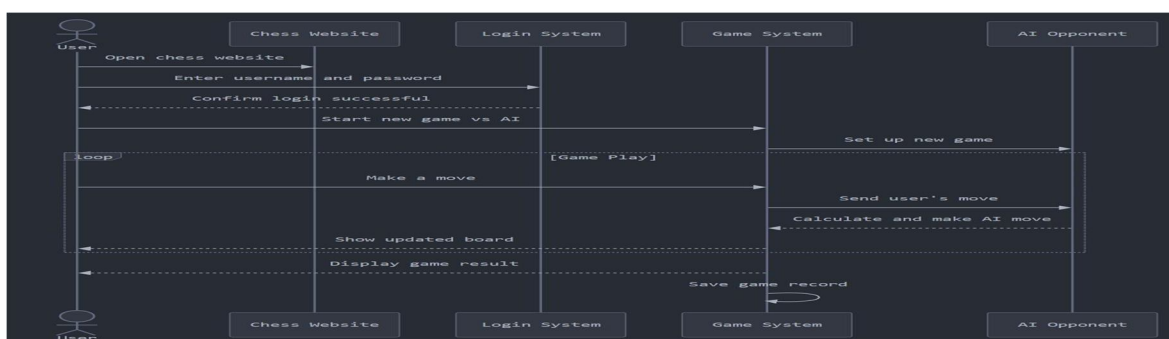 User
Chess Website
Login System
Game System
AI Opponent
Open chess website
Enter username and password
Confirm login successful
Start new game vs AI
Set up new game
loop
[Game Play]
Make a move
Send user's move
Calculate and make AI move
Show updated board
Display game result
Save game record
User
Chess Website
Login System
Game System
AI Opponent